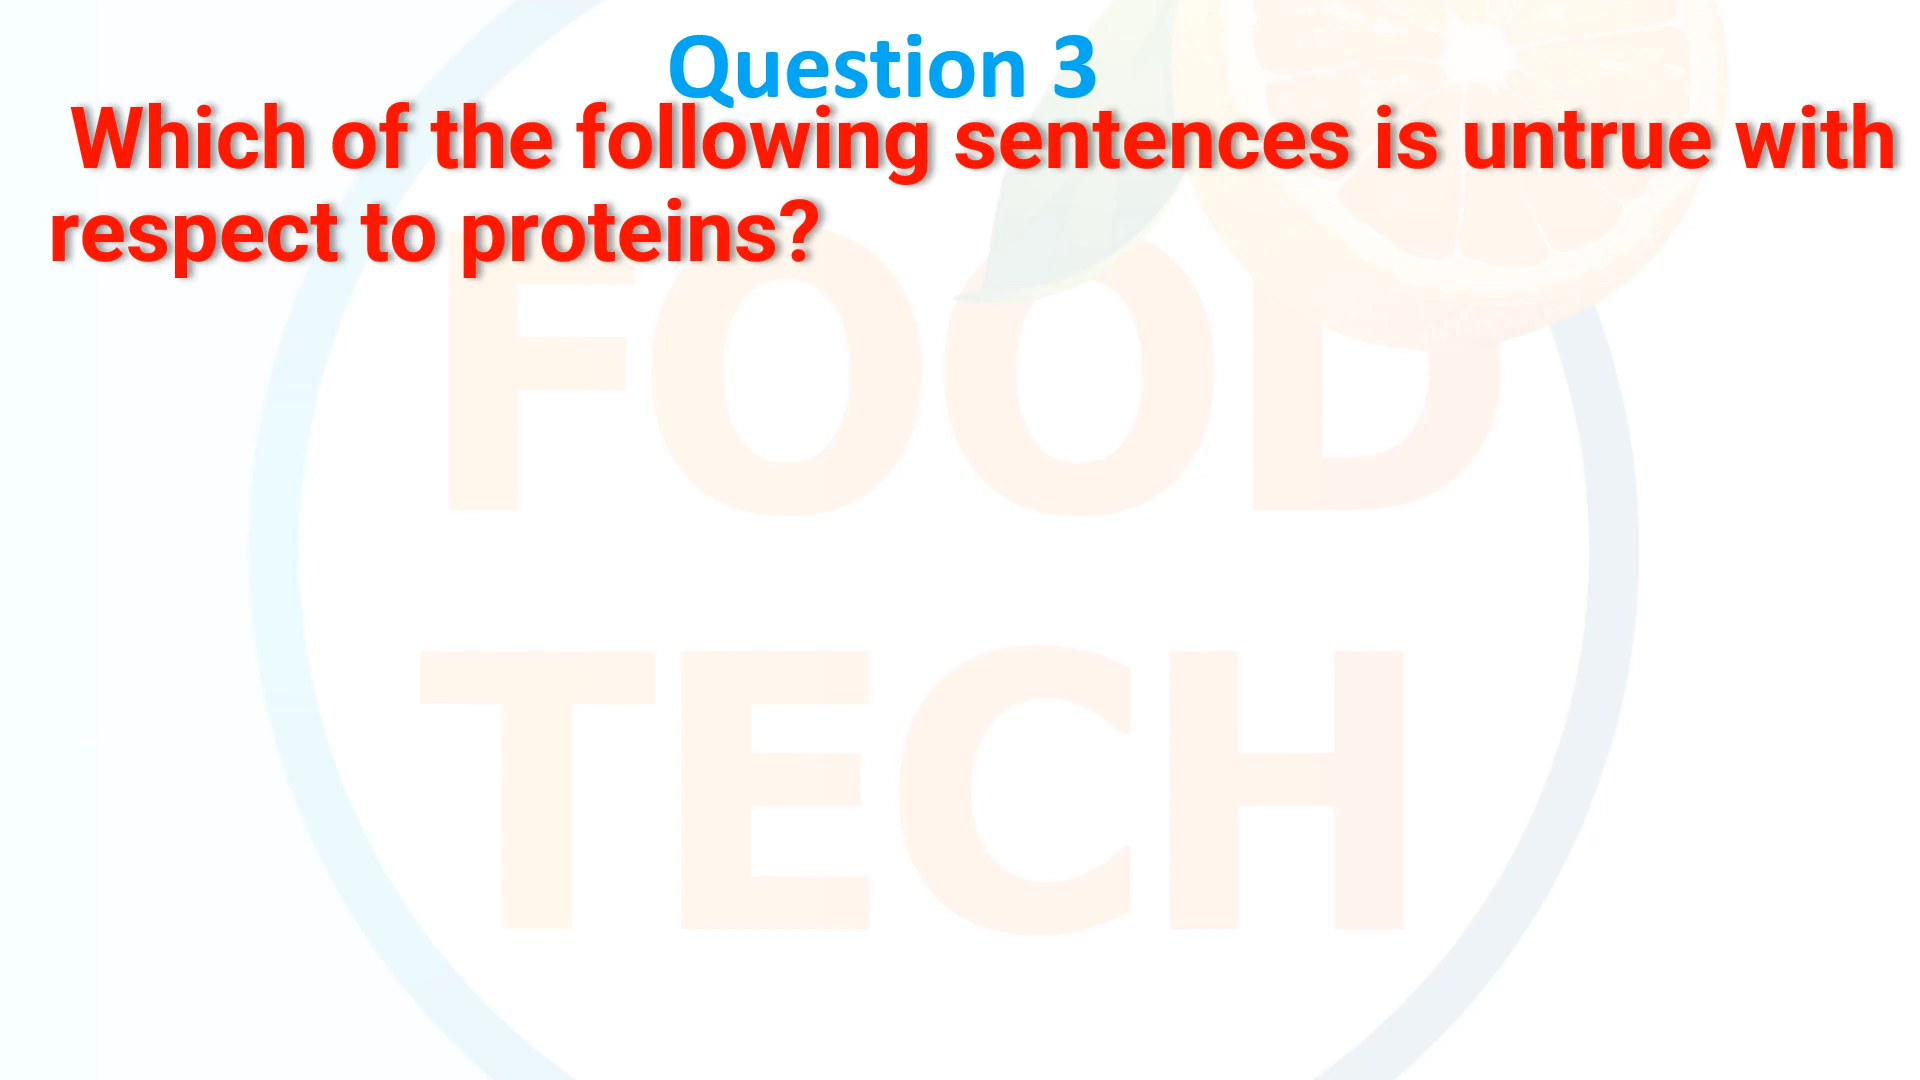 Question 3
Which of the following sentences is untrue with
respect to proteins?
FOOD
TECH